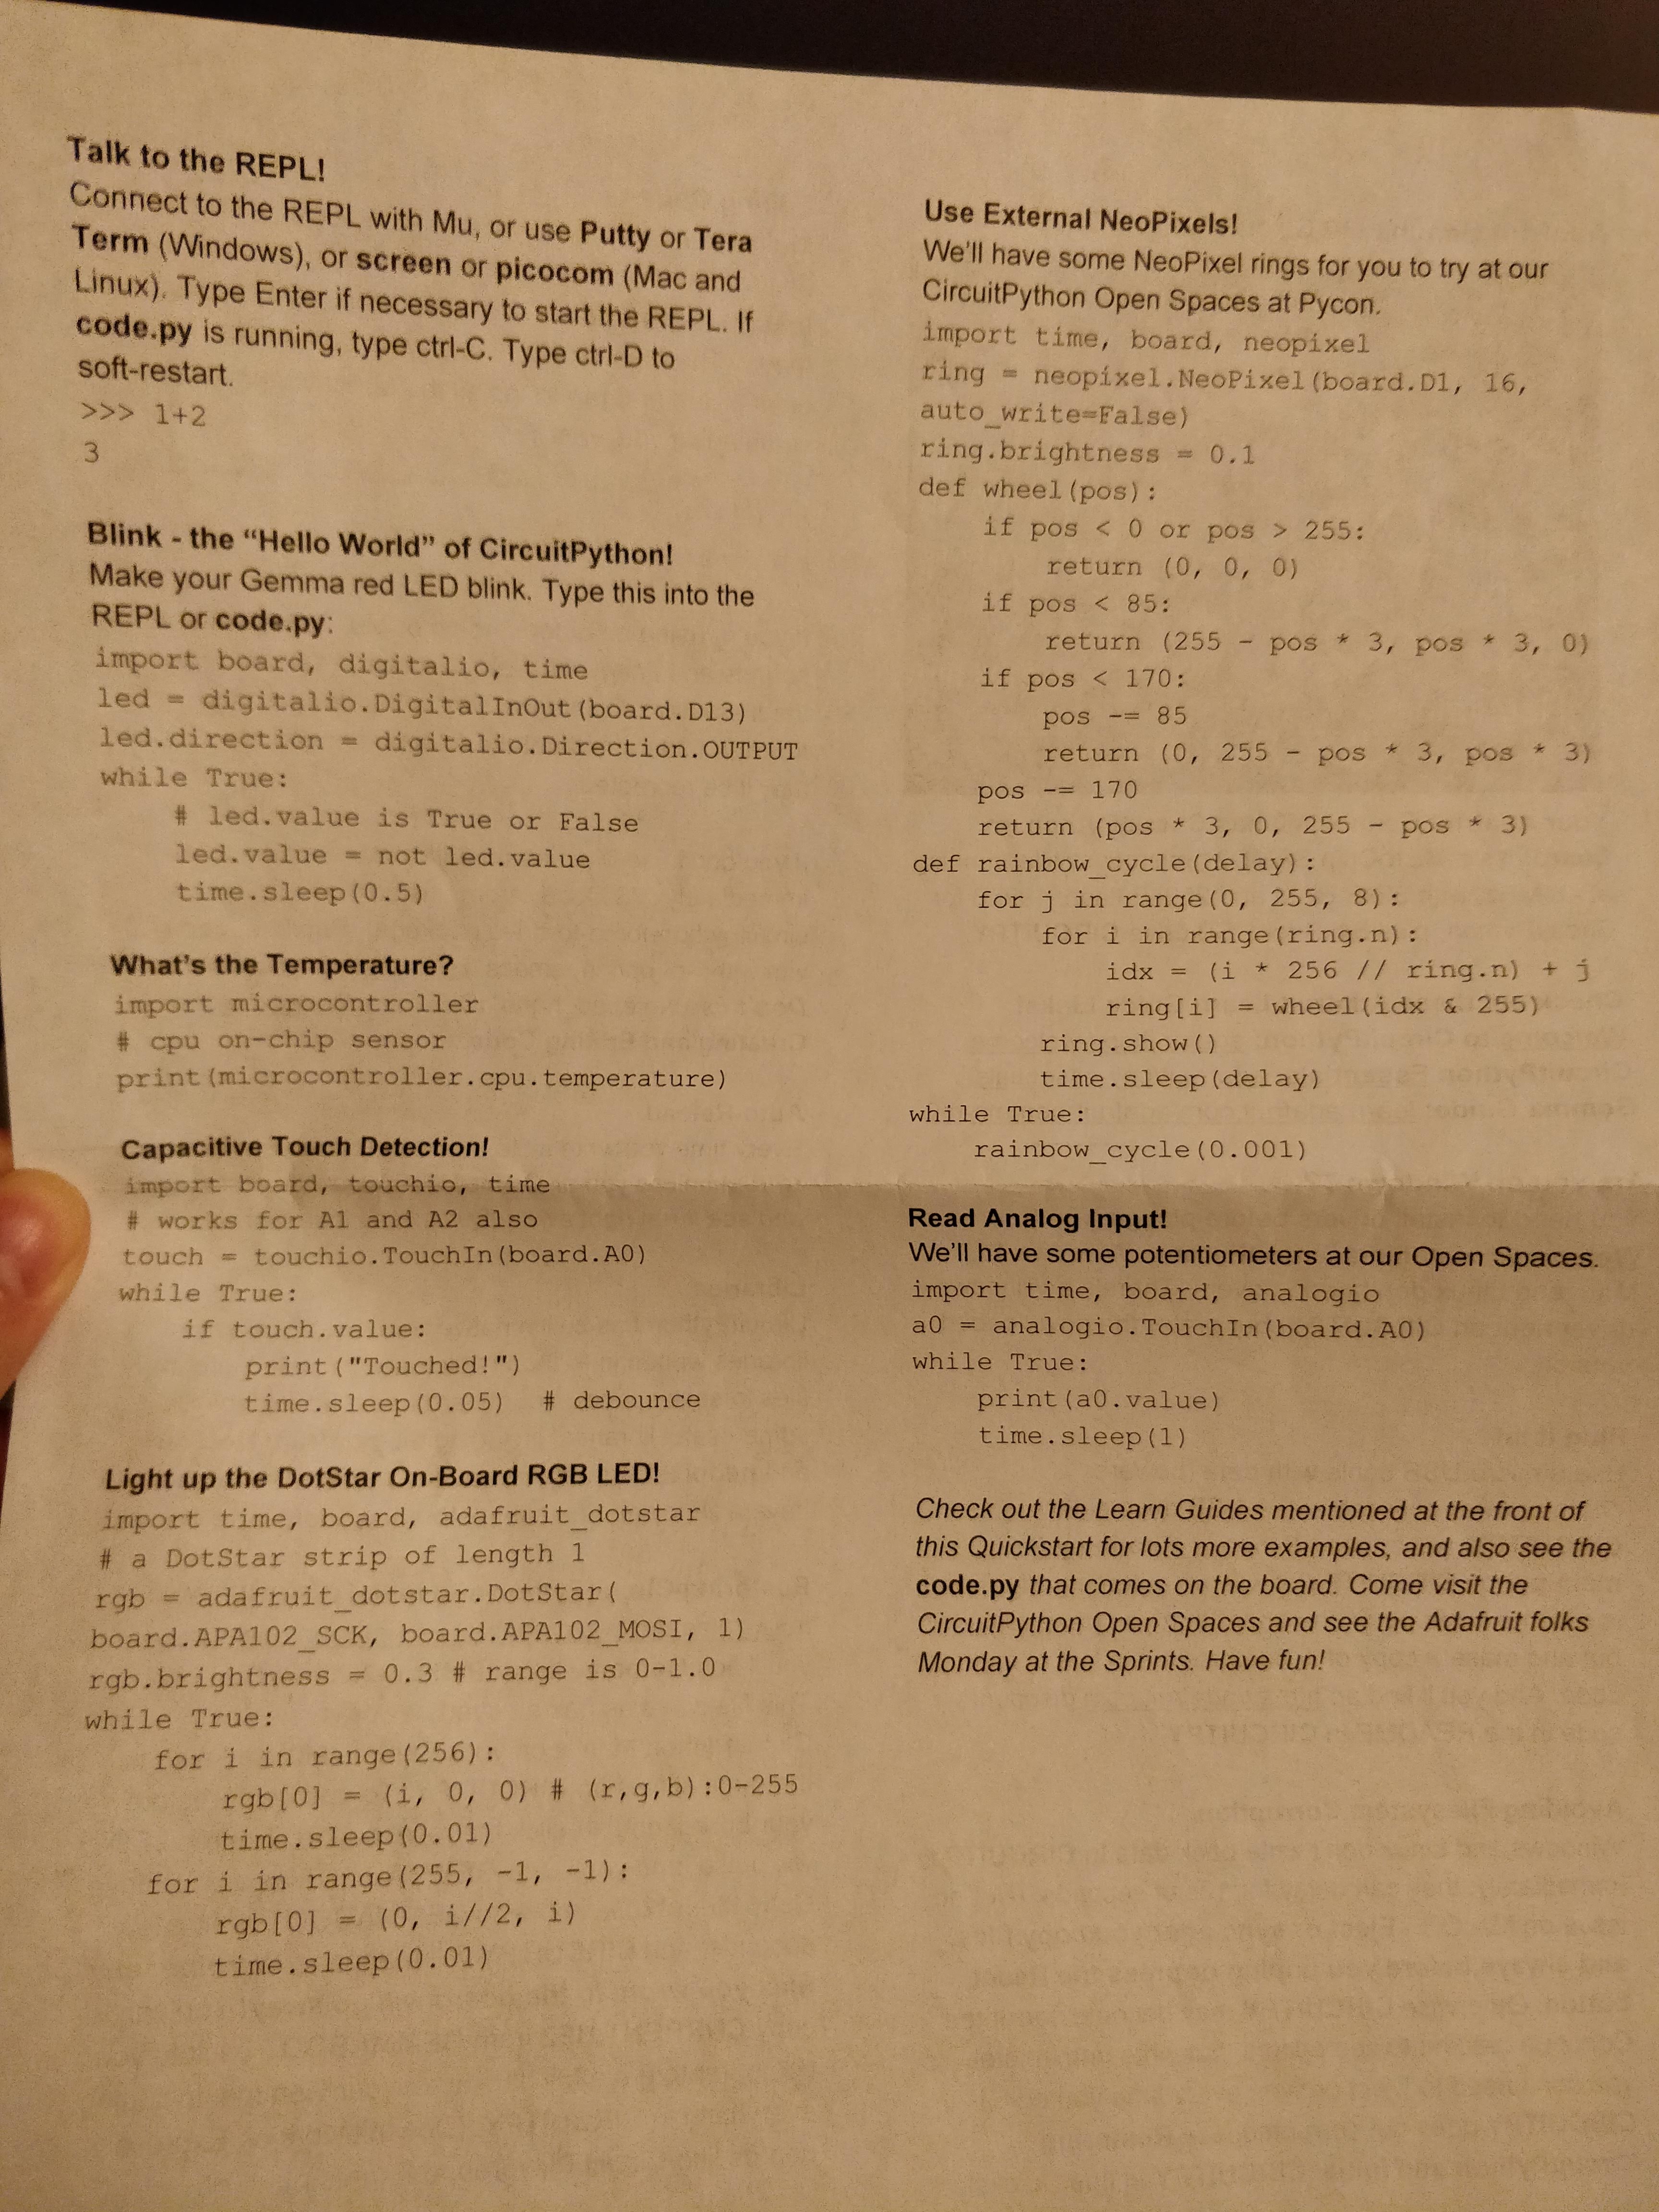 Talk to the REPL!
Connect to the REPL with Mu, or use Putty or Tera
Term (Windows), or screen or picocom (Mac and
Linux). Type Enter if necessary to start the REPL. If
code.py is running, type ctrl-C. Type ctrl-D to
soft-restart.
>>> 1+2
3
Blink - the “Hello World” of CircuitPython!
Make your Gemma red LED blink. Type this into the
REPL or code.py:
import board, digitalio, time
led = digitalio.DigitalInOut(board.D13)
led.direction = digitalio.Direction.OUTPUT
while True:
    # led.value is True or False
    led.value = not led.value
    time.sleep(0.5)
What’s the Temperature?
import microcontroller
# cpu on-chip sensor
print(microcontroller.cpu.temperature)
Capacitive Touch Detection!
import board, touchio, time
# works for A1 and A2 also
touch = touchio.TouchIn(board.A0)
while True:
    if touch.value:
        print("Touched!")
        time.sleep(0.05)  # debounce
Light up the DotStar On-Board RGB LED!
import time, board, adafruit_dotstar
# a DotStar strip of length 1
rgb = adafruit_dotstar.DotStar(
board.APA102_SCK, board.APA102_MOSI, 1)
rgb.brightness = 0.3 # range is 0-1.0
while True:
    for i in range(256):
        rgb[0] = (i, 0, 0) # (r,g,b):0-255
        time.sleep(0.01)
    for i in range(255, -1, -1):
        rgb[0] = (0, i//2, i)
        time.sleep(0.01)
Use External NeoPixels!
We’ll have some NeoPixel rings for you to try at our
CircuitPython Open Spaces at Pycon.
import time, board, neopixel
ring = neopixel.NeoPixel(board.D1, 16,
auto_write=False)
ring.brightness = 0.1
def wheel(pos):
    if pos < 0 or pos > 255:
        return (0, 0, 0)
    if pos < 85:
        return (255 - pos * 3, pos * 3, 0)
    if pos < 170:
        pos -= 85
        return (0, 255 - pos * 3, pos * 3)
    pos -= 170
    return (pos * 3, 0, 255 - pos * 3)
def rainbow_cycle(delay):
    for j in range(0, 255, 8):
        for i in range(ring.n):
            idx = (i * 256 // ring.n) + j
            ring[i] = wheel(idx & 255)
        ring.show()
        time.sleep(delay)
while True:
    rainbow_cycle(0.001)
Read Analog Input!
We’ll have some potentiometers at our Open Spaces.
import time, board, analogio
a0 = analogio.TouchIn(board.A0)
while True:
    print(a0.value)
    time.sleep(1)
Check out the Learn Guides mentioned at the front of
this Quickstart for lots more examples, and also see the
code.py that comes on the board. Come visit the
CircuitPython Open Spaces and see the Adafruit folks
Monday at the Sprints. Have fun!